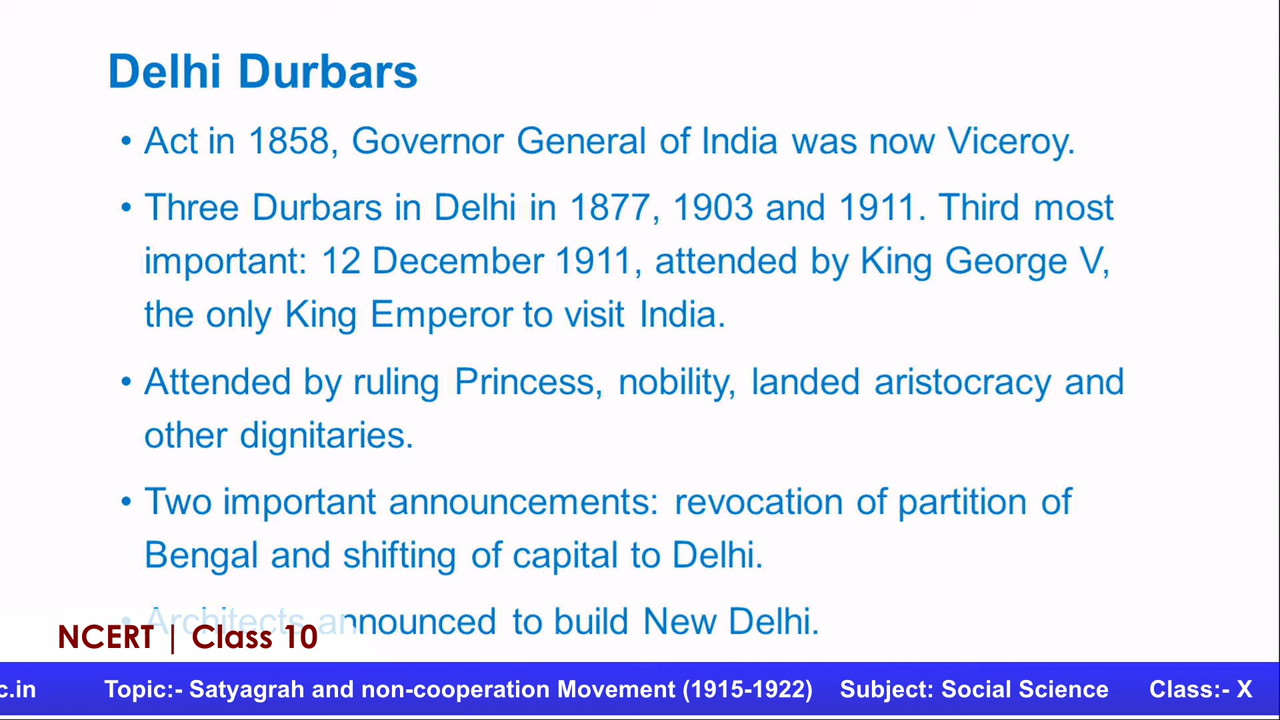 Delhi Durbars
• Act in 1858, Governor General of India was now Viceroy.
• Three Durbars in Delhi in 1877, 1903 and 1911. Third most
important: 12 December 1911, attended by King George V,
the only King Emperor to visit India.
• Attended by ruling Princess, nobility, landed aristocracy and
other dignitaries.
• Two important announcements: revocation of partition of
Bengal and shifting of capital to Delhi.
• Architects announced to build New Delhi.
NCERT | Class 10
c.in Topic:- Satyagrah and non-cooperation Movement (1915-1922) Subject: Social Science Class:- X